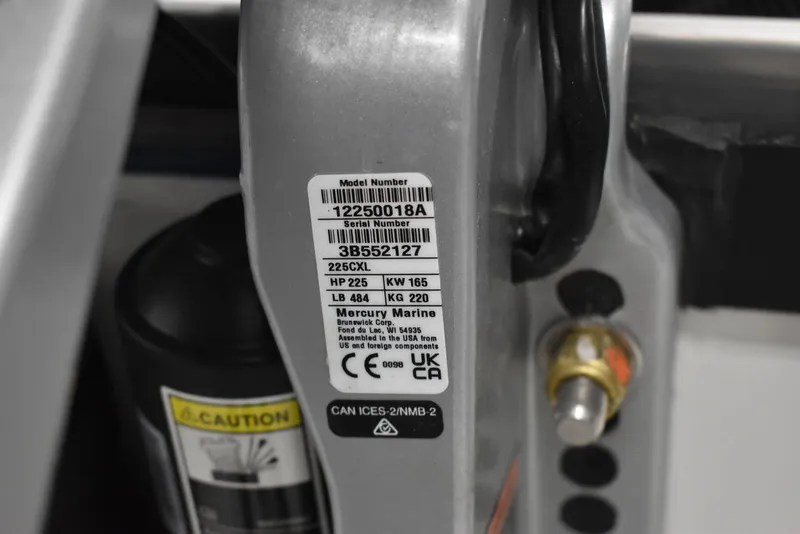 Model Number
12250018A
Serial Number
3B552127
225CXL
HP 225 KW 165
LB 484 KG 220
Mercury Marine
Brunswick Corp.
Fond du Lac, WI 54935
Assembled in the USA from
US and foreign components
CE 0098 UK
CA
CAN ICES-2/NMB-2
CAUTION